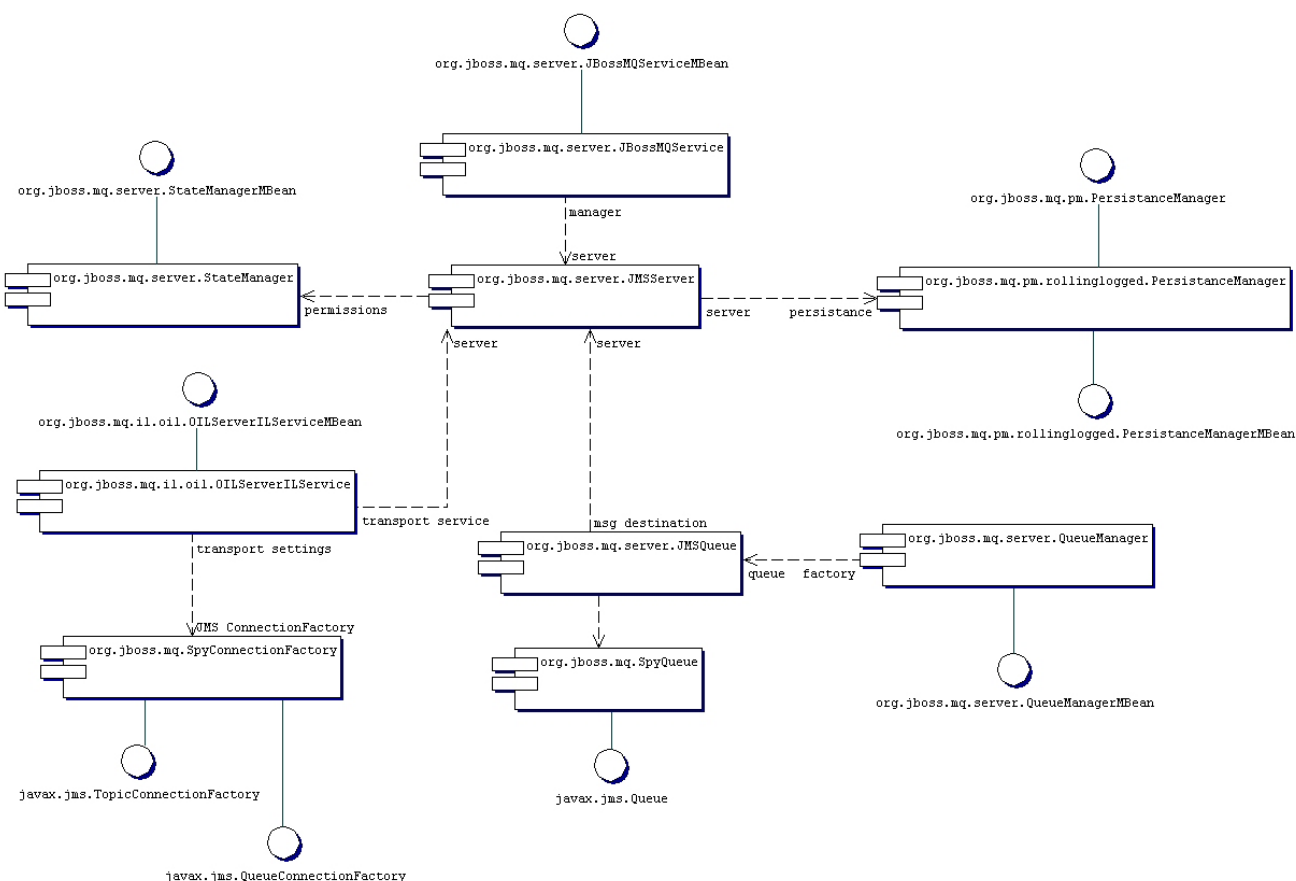 org.jboss.mq.server.JBossMQServiceMBean
org.jboss.mq.server.JBossMQService
org.jboss.mq.server.StateManagerMBean
org.jboss.mq.pm.PersistanceManager
manager
server
org.jboss.mq.server.StateManager
org.jboss.mq.server.JMSServer
org.jboss.mq.pm.rollinglogged.PersistanceManager
permissions
server
persistance
server
server
org.jboss.mq.il.oil.OILServerILServiceMBean
org.jboss.mq.pm.rollinglogged.PersistanceManagerMBean
org.jboss.mq.il.oil.OILServerILService
transport service
msg destination
transport settings
org.jboss.mq.server.JMSQueue
org.jboss.mq.server.QueueManager
queue
factory
JMS ConnectionFactory
org.jboss.mq.SpyConnectionFactory
org.jboss.mq.SpyQueue
org.jboss.mq.server.QueueManagerMBean
javax.jms.TopicConnectionFactory
javax.jms.Queue
javax.jms.QueueConnectionFactory